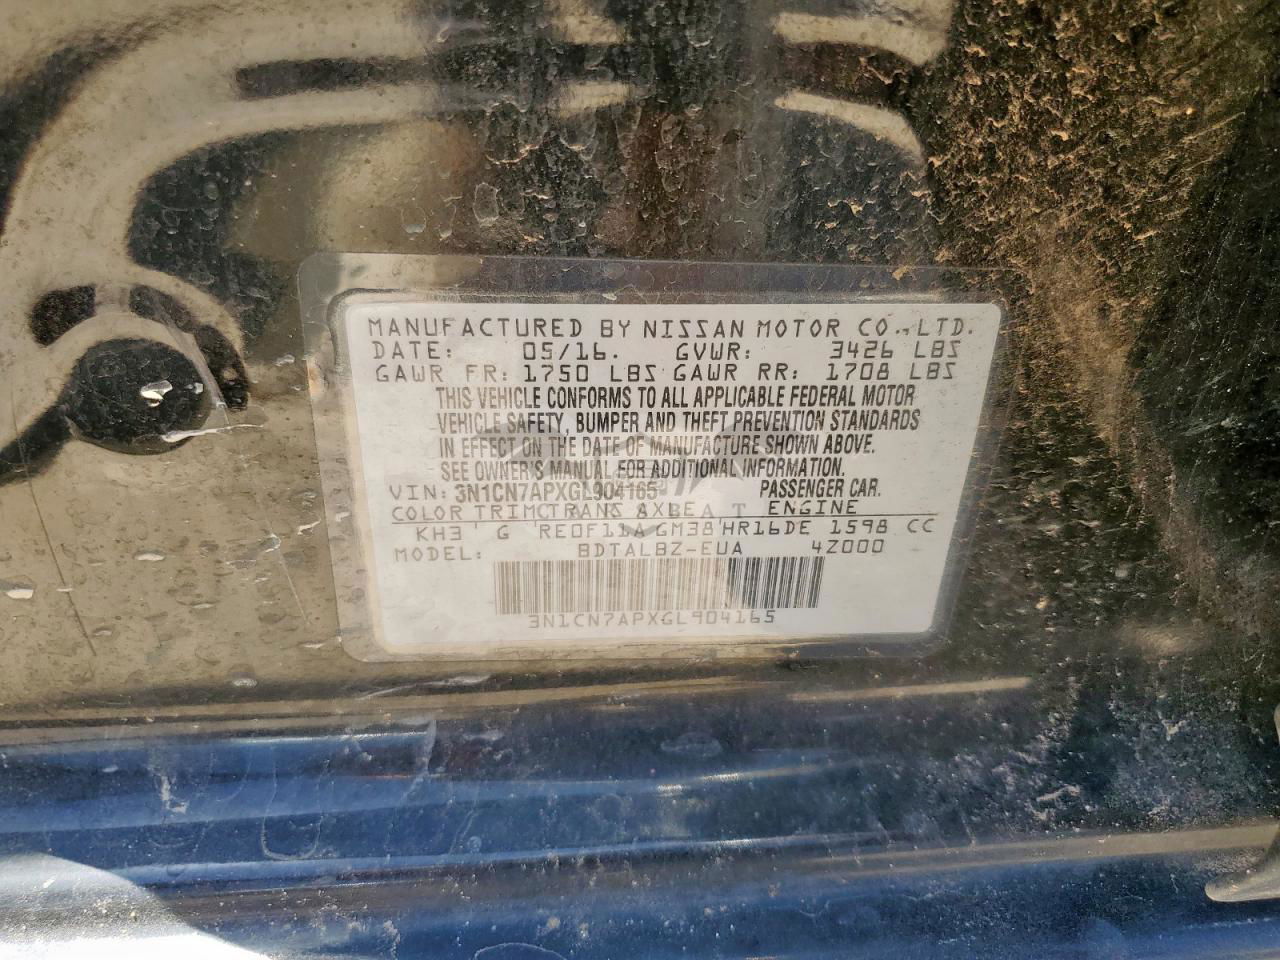 MANUFACTURED BY NISSAN MOTOR CO., LTD.
DATE: 05/16. GVWR: 3426 LBS
GAWR FR: 1750 LBS GAWR RR: 1708 LBS
THIS VEHICLE CONFORMS TO ALL APPLICABLE FEDERAL MOTOR
VEHICLE SAFETY, BUMPER AND THEFT PREVENTION STANDARDS
IN EFFECT ON THE DATE OF MANUFACTURE SHOWN ABOVE.
SEE OWNER'S MANUAL FOR ADDITIONAL INFORMATION.
VIN: 3N1CN7APXGL904165 PASSENGER CAR.
COLOR TRIM TRANS AXLE ENGINE
KH3 G RE0F11A GM38 HR16DE 1598 CC
MODEL: BDTALBZ-EUA 4Z000
3N1CN7APXGL904165